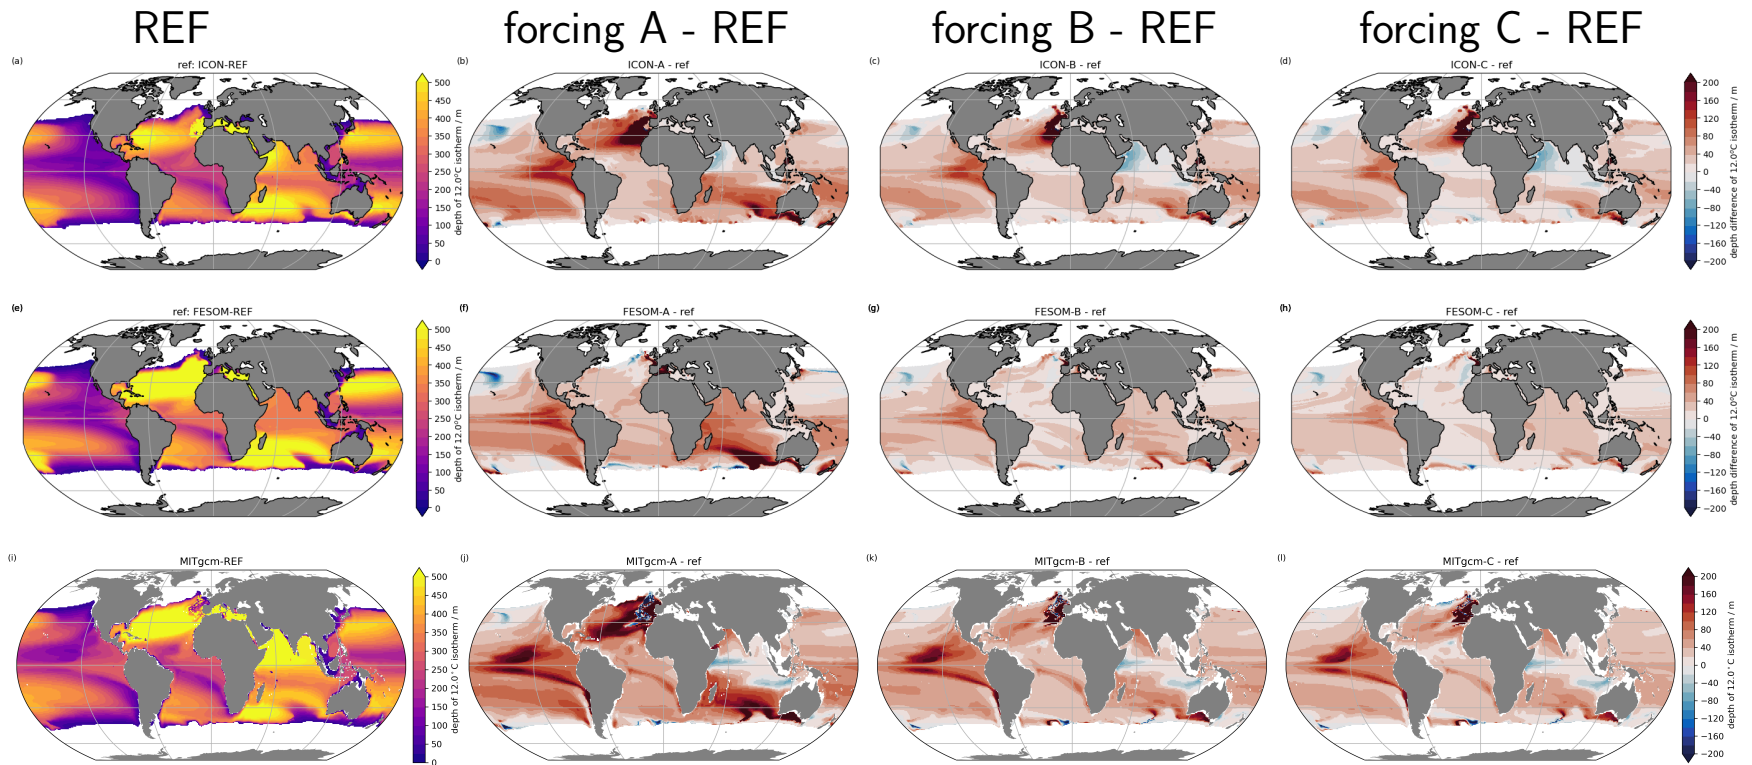 REF
forcing A - REF
forcing B - REF
forcing C - REF
(a)
ref: ICON-REF
500
450
400
350
300
250
200
150
100
50
0
depth of 12.0°C isotherm / m
(b)
ICON-A - ref
(c)
ICON-B - ref
(d)
ICON-C - ref
200
160
120
80
40
0
−40
−80
−120
−160
−200
depth difference of 12.0°C isotherm / m
(e)
ref: FESOM-REF
500
450
400
350
300
250
200
150
100
50
0
depth of 12.0°C isotherm / m
(f)
FESOM-A - ref
(g)
FESOM-B - ref
(h)
FESOM-C - ref
200
160
120
80
40
0
−40
−80
−120
−160
−200
depth difference of 12.0°C isotherm / m
(i)
MITgcm-REF
500
450
400
350
300
250
200
150
100
50
0
depth of 12.0°C isotherm / m
(j)
MITgcm-A - ref
(k)
MITgcm-B - ref
(l)
MITgcm-C - ref
200
160
120
80
40
0
−40
−80
−120
−160
−200
depth of 12.0°C isotherm / m